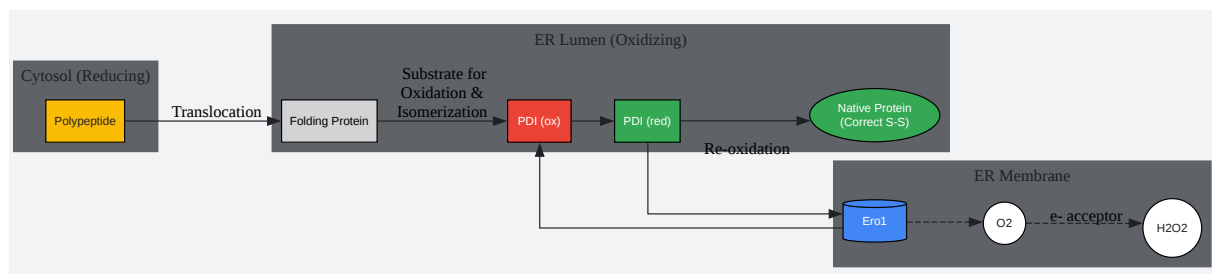 ER Lumen (Oxidizing)
Cytosol (Reducing)
Polypeptide
Translocation
Folding Protein
Substrate for
Oxidation &
Isomerization
PDI (ox)
PDI (red)
Native Protein
(Correct S-S)
Re-oxidation
ER Membrane
Ero1
O2
e- acceptor
H2O2